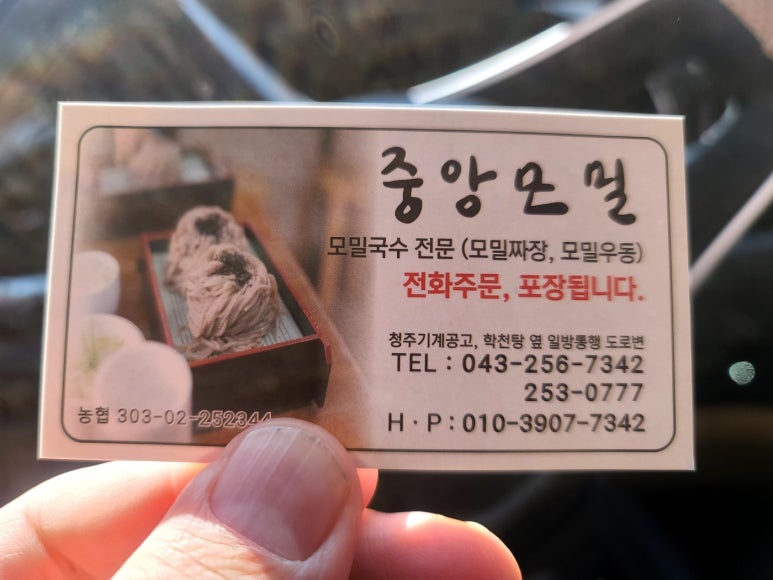 중앙모밀
모밀국수 전문 (모밀짜장, 모밀우동)
전화주문, 포장됩니다.
청주기계공고, 학천탕 옆 일방통행 도로변
TEL : 043-256-7342
253-0777
H · P : 010-3907-7342
농협 303-02-252344